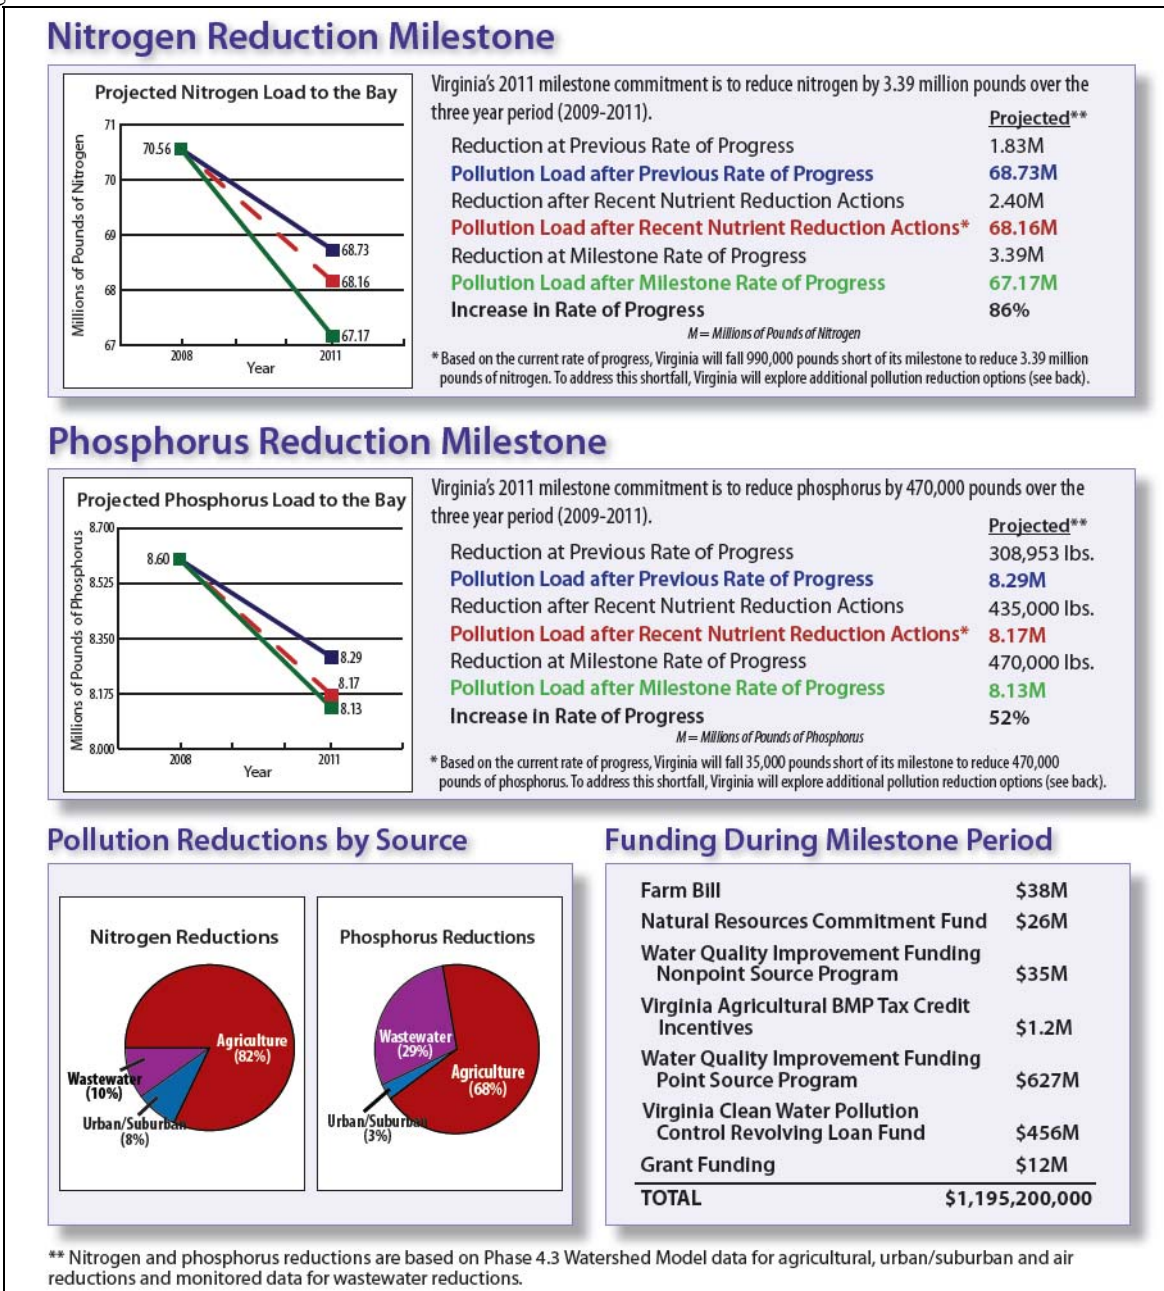 Nitrogen Reduction Milestone
Projected Nitrogen Load to the Bay
Millions of Pounds of Nitrogen
71
70
69
68
67
70.56
68.73
68.16
67.17
2008
2011
Year
Virginia's 2011 milestone commitment is to reduce nitrogen by 3.39 million pounds over the
three year period (2009-2011).
Projected**
Reduction at Previous Rate of Progress 1.83M
Pollution Load after Previous Rate of Progress 68.73M
Reduction after Recent Nutrient Reduction Actions 2.40M
Pollution Load after Recent Nutrient Reduction Actions* 68.16M
Reduction at Milestone Rate of Progress 3.39M
Pollution Load after Milestone Rate of Progress 67.17M
Increase in Rate of Progress 86%
M = Millions of Pounds of Nitrogen
* Based on the current rate of progress, Virginia will fall 990,000 pounds short of its milestone to reduce 3.39 million
pounds of nitrogen. To address this shortfall, Virginia will explore additional pollution reduction options (see back).
Phosphorus Reduction Milestone
Projected Phosphorus Load to the Bay
Millions of Pounds of Phosphorus
8.700
8.525
8.350
8.175
8.000
8.60
8.29
8.17
8.13
2008
2011
Year
Virginia's 2011 milestone commitment is to reduce phosphorus by 470,000 pounds over the
three year period (2009-2011).
Projected**
Reduction at Previous Rate of Progress 308,953 lbs.
Pollution Load after Previous Rate of Progress 8.29M
Reduction after Recent Nutrient Reduction Actions 435,000 lbs.
Pollution Load after Recent Nutrient Reduction Actions* 8.17M
Reduction at Milestone Rate of Progress 470,000 lbs.
Pollution Load after Milestone Rate of Progress 8.13M
Increase in Rate of Progress 52%
M = Millions of Pounds of Phosphorus
* Based on the current rate of progress, Virginia will fall 35,000 pounds short of its milestone to reduce 470,000
pounds of phosphorus. To address this shortfall, Virginia will explore additional pollution reduction options (see back).
Pollution Reductions by Source
Nitrogen Reductions
Agriculture
(82%)
Wastewater
(10%)
Urban/Suburban
(8%)
Phosphorus Reductions
Wastewater
(29%)
Agriculture
(68%)
Urban/Suburban
(3%)
Funding During Milestone Period
Farm Bill $38M
Natural Resources Commitment Fund $26M
Water Quality Improvement Funding
Nonpoint Source Program $35M
Virginia Agricultural BMP Tax Credit
Incentives $1.2M
Water Quality Improvement Funding
Point Source Program $627M
Virginia Clean Water Pollution
Control Revolving Loan Fund $456M
Grant Funding $12M
TOTAL $1,195,200,000
** Nitrogen and phosphorus reductions are based on Phase 4.3 Watershed Model data for agricultural, urban/suburban and air
reductions and monitored data for wastewater reductions.